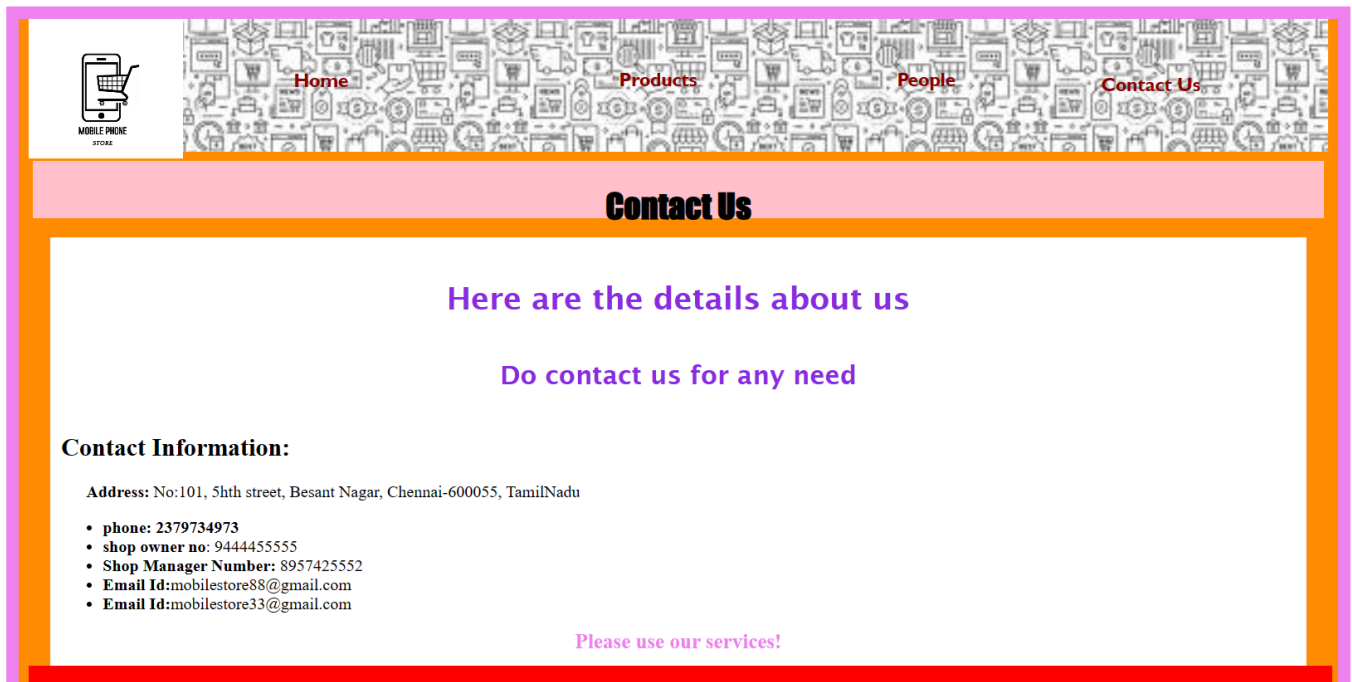 MOBILE PHONE
STORE
Home
Products
People
Contact Us
Contact Us
Here are the details about us
Do contact us for any need
Contact Information:
Address: No:101, 5hth street, Besant Nagar, Chennai-600055, TamilNadu
• phone: 2379734973
• shop owner no: 9444455555
• Shop Manager Number: 8957425552
• Email Id:mobilestore88@gmail.com
• Email Id:mobilestore33@gmail.com
Please use our services!